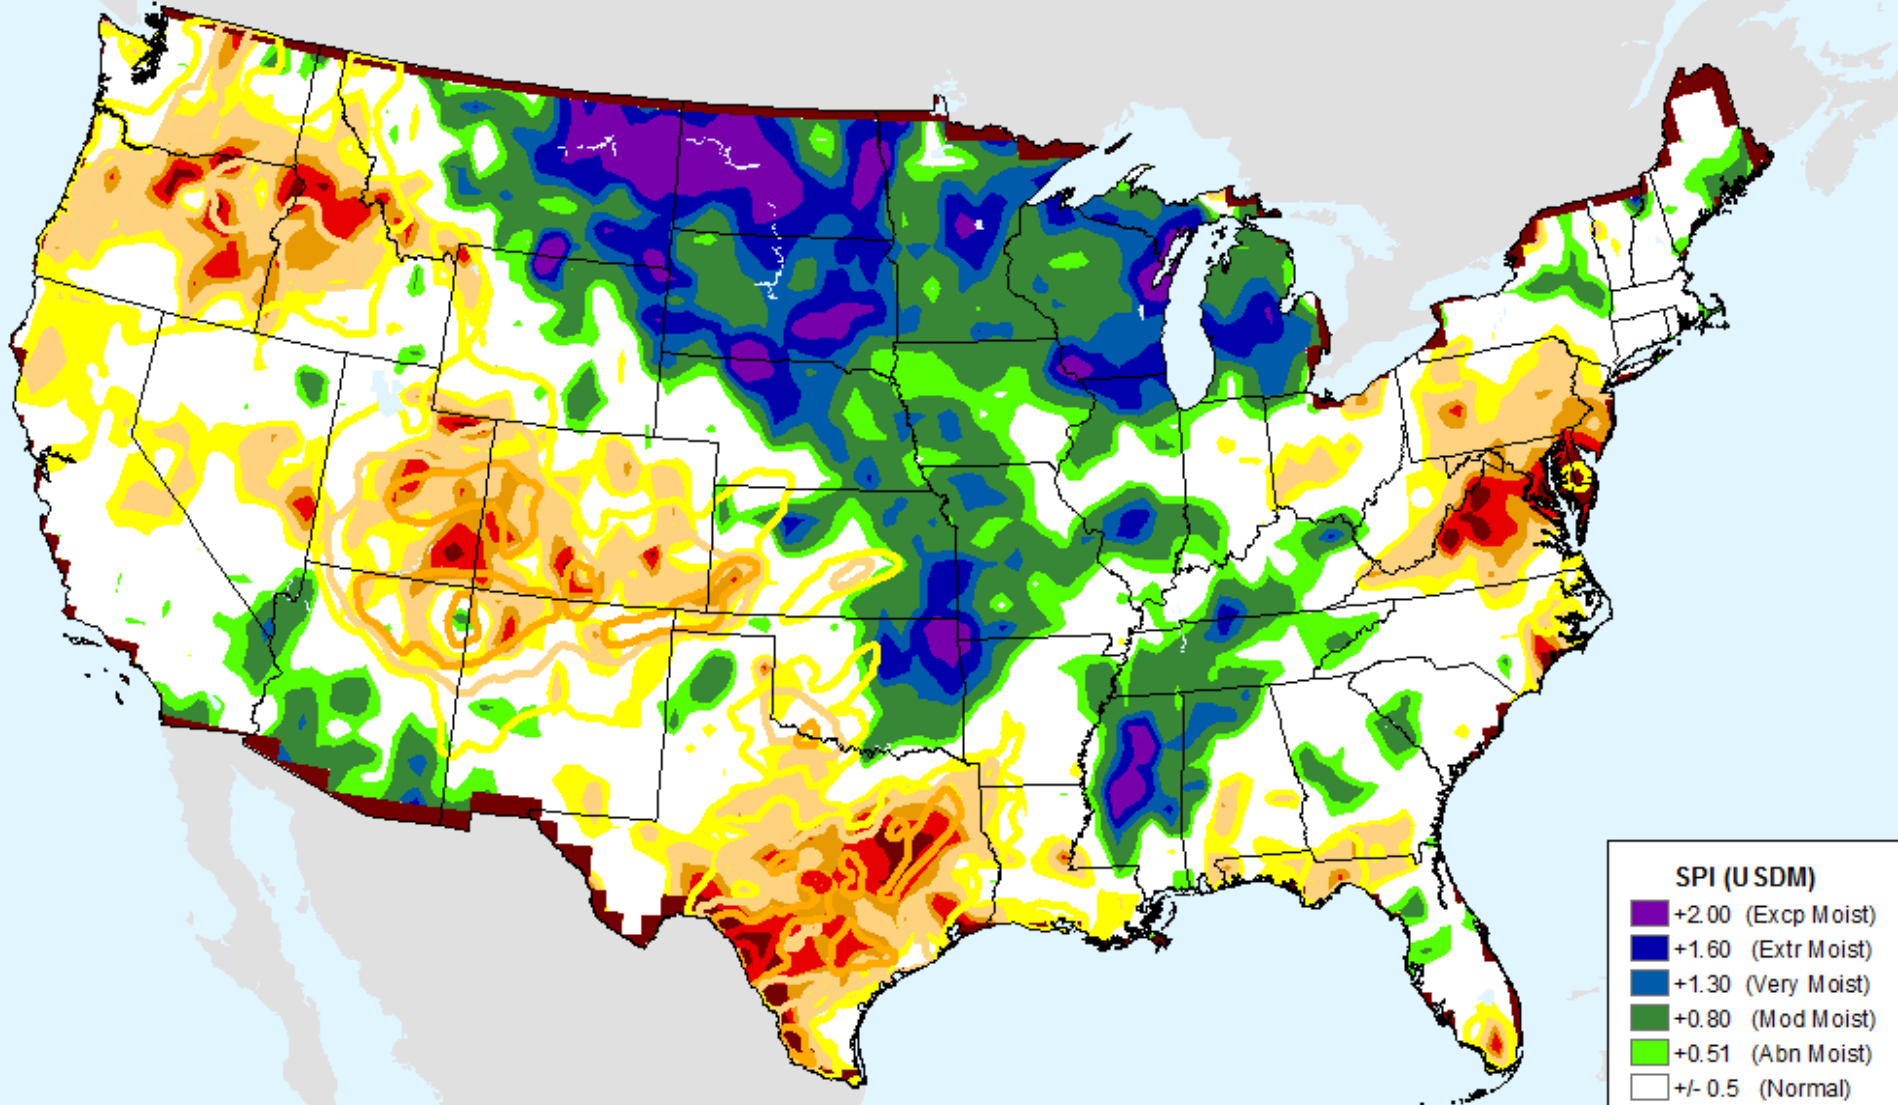 SPI (USDM)
+2.00 (Excp Moist)
+1.60 (Extr Moist)
+1.30 (Very Moist)
+0.80 (Mod Moist)
+0.51 (Abn Moist)
+/- 0.5 (Normal)